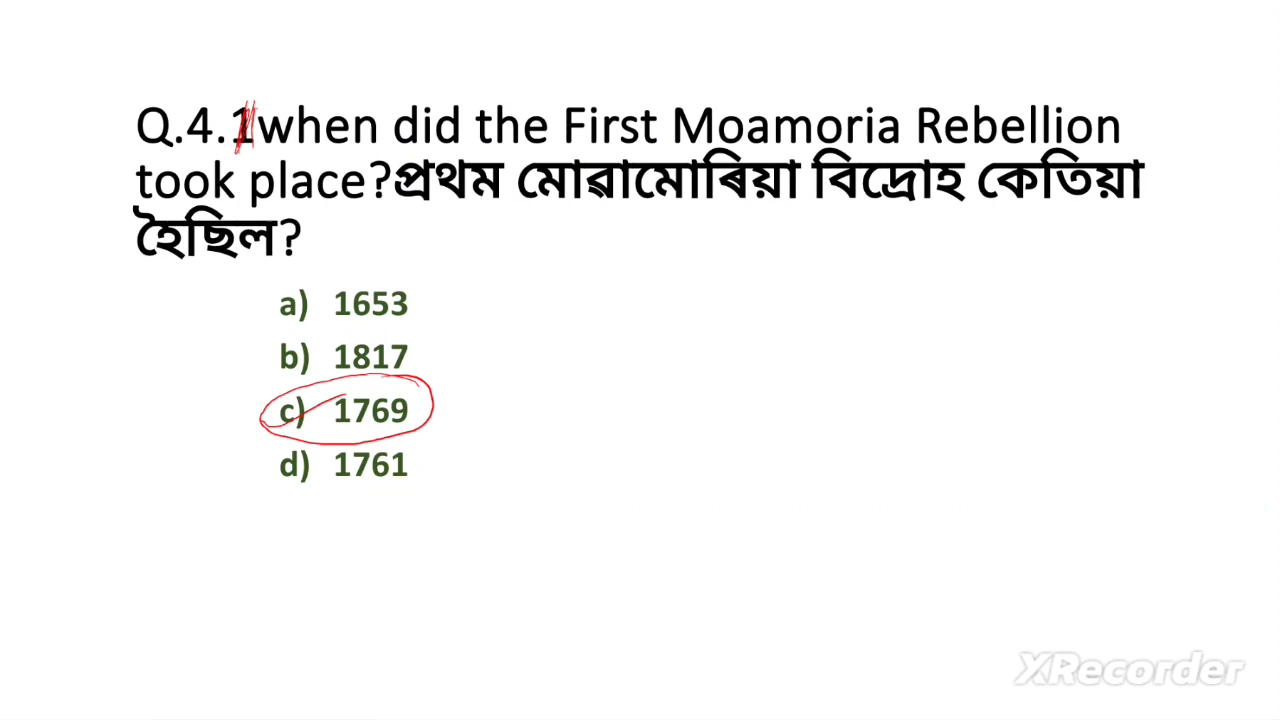 Q.4.1when did the First Moamoria Rebellion
took place?প্ৰথম মোৱামোৰিয়া বিদ্ৰোহ কেতিয়া
হৈছিল?
a) 1653
b) 1817
c) 1769
d) 1761
XRecorder